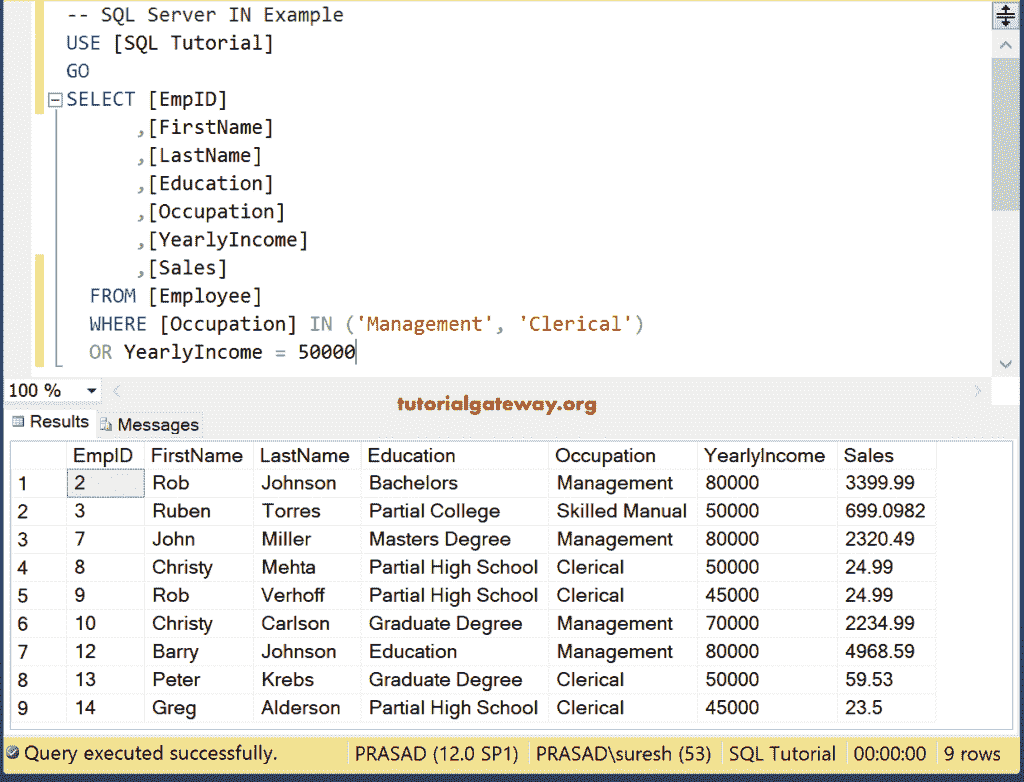 -- SQL Server IN Example
USE [SQL Tutorial]
GO
SELECT [EmpID]
,[FirstName]
,[LastName]
,[Education]
,[Occupation]
,[YearlyIncome]
,[Sales]
FROM [Employee]
WHERE [Occupation] IN ('Management', 'Clerical')
OR YearlyIncome = 50000
100 %
tutorialgateway.org
Results Messages
EmpID FirstName LastName Education Occupation YearlyIncome Sales
1 2 Rob Johnson Bachelors Management 80000 3399.99
2 3 Ruben Torres Partial College Skilled Manual 50000 699.0982
3 7 John Miller Masters Degree Management 80000 2320.49
4 8 Christy Mehta Partial High School Clerical 50000 24.99
5 9 Rob Verhoff Partial High School Clerical 45000 24.99
6 10 Christy Carlson Graduate Degree Management 70000 2234.99
7 12 Barry Johnson Education Management 80000 4968.59
8 13 Peter Krebs Graduate Degree Clerical 50000 59.53
9 14 Greg Alderson Partial High School Clerical 45000 23.5
Query executed successfully. PRASAD (12.0 SP1) PRASAD\suresh (53) SQL Tutorial 00:00:00 9 rows